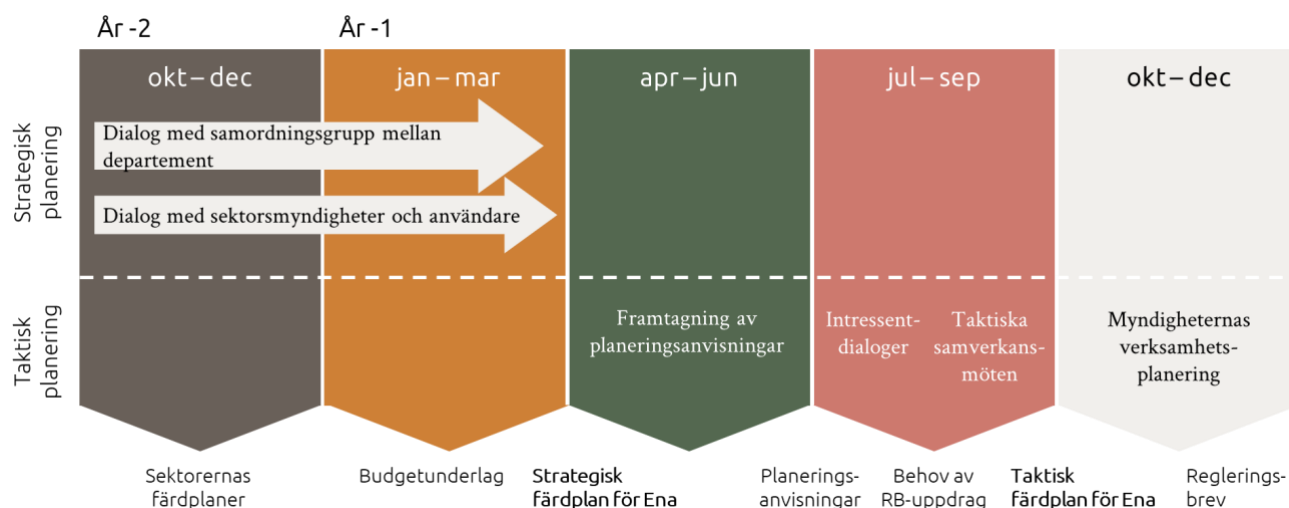 År -2
År -1
okt – dec
jan – mar
apr – jun
jul – sep
okt – dec
Strategisk
planering
Dialog med samordningsgrupp mellan
departement
Dialog med sektorsmyndigheter och användare
Taktisk
planering
Framtagning av
planeringsanvisningar
Intressent-
dialoger
Taktiska
samverkans-
möten
Myndigheternas
verksamhets-
planering
Sektorernas
färdplaner
Budgetunderlag
Strategisk
färdplan för Ena
Planerings-
anvisningar
Behov av
RB-uppdrag
Taktisk
färdplan för Ena
Reglerings-
brev